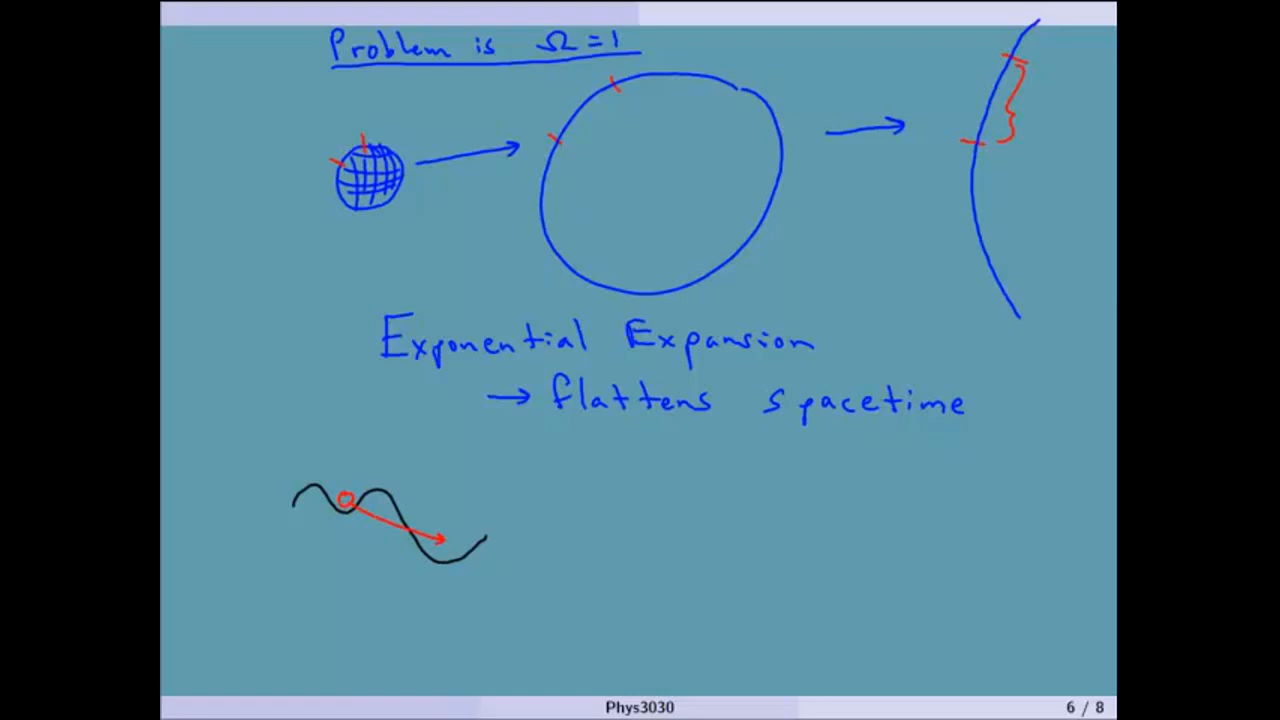 Problem is Ω = 1
Exponential Expansion
→ flattens spacetime
Phys3030
6 / 8